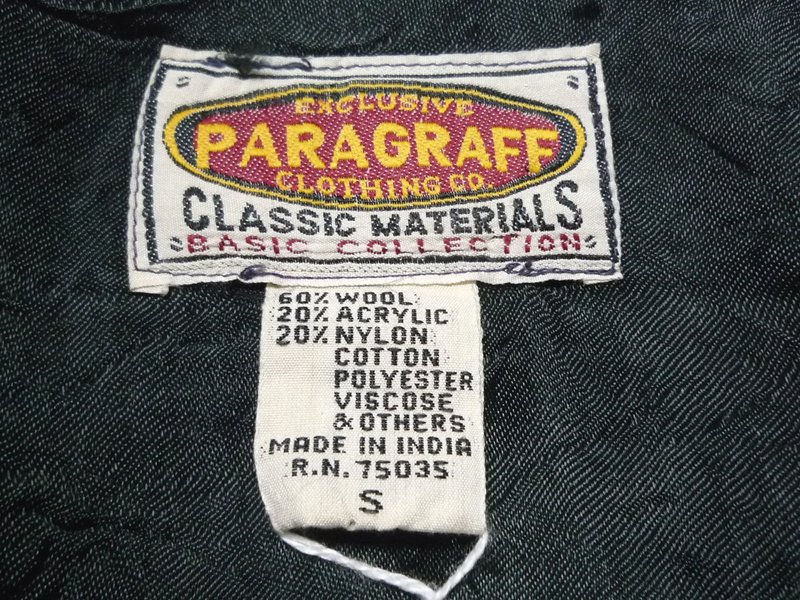 EXCLUSIVE
PARAGRAFF
CLOTHING CO.
CLASSIC MATERIALS
BASIC COLLECTION
60% WOOL
20% ACRYLIC
20% NYLON
COTTON
POLYESTER
VISCOSE
& OTHERS
MADE IN INDIA
R.N. 75035
S